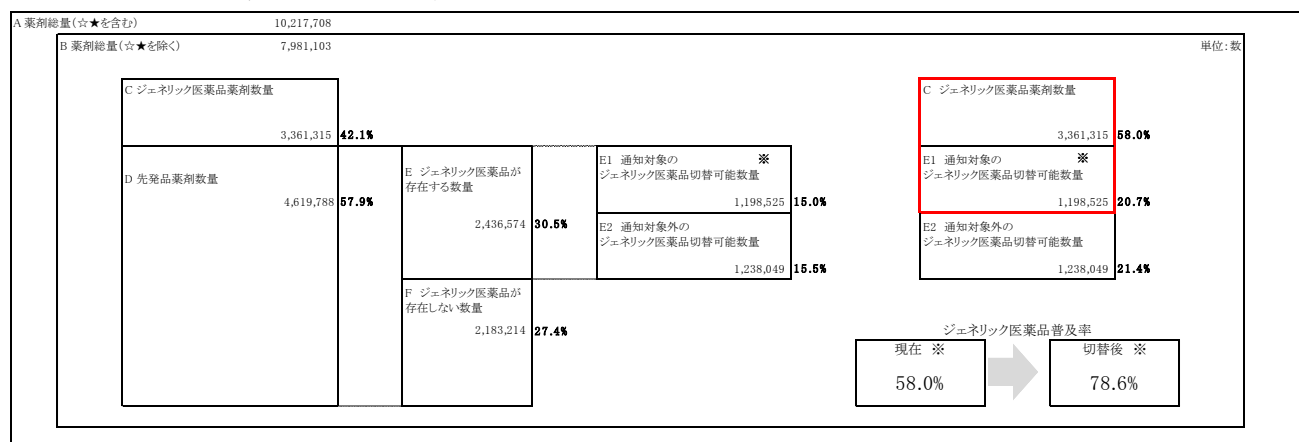 A 薬剤総量(☆★を含む) 10,217,708
B 薬剤総量(☆★を除く) 7,981,103 単位:数
C ジェネリック医薬品薬剤数量
3,361,315 42.1%
D 先発品薬剤数量
4,619,788 57.9%
E ジェネリック医薬品が
存在する数量
2,436,574 30.5%
F ジェネリック医薬品が
存在しない数量
2,183,214 27.4%
E1 通知対象の ※
ジェネリック医薬品切替可能数量
1,198,525 15.0%
E2 通知対象外の
ジェネリック医薬品切替可能数量
1,238,049 15.5%
C ジェネリック医薬品薬剤数量
3,361,315 58.0%
E1 通知対象の ※
ジェネリック医薬品切替可能数量
1,198,525 20.7%
E2 通知対象外の
ジェネリック医薬品切替可能数量
1,238,049 21.4%
ジェネリック医薬品普及率
現在 ※ 切替後 ※
58.0% 78.6%